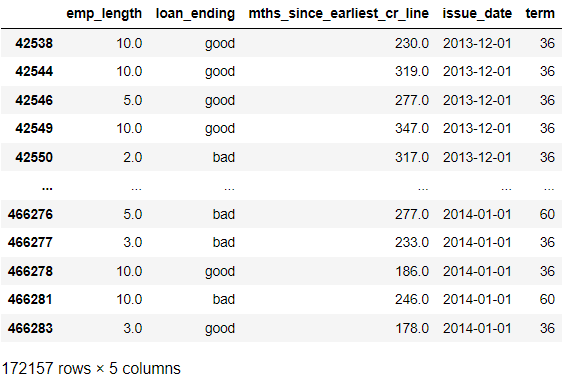 emp_length loan_ending mths_since_earliest_cr_line issue_date term
42538 10.0 good 230.0 2013-12-01 36
42544 10.0 good 319.0 2013-12-01 36
42546 5.0 good 277.0 2013-12-01 36
42549 10.0 good 347.0 2013-12-01 36
42550 2.0 bad 317.0 2013-12-01 36
... ... ... ... ... ...
466276 5.0 bad 277.0 2014-01-01 60
466277 3.0 bad 233.0 2014-01-01 36
466278 10.0 good 186.0 2014-01-01 36
466281 10.0 bad 246.0 2014-01-01 60
466283 3.0 good 178.0 2014-01-01 36
172157 rows × 5 columns